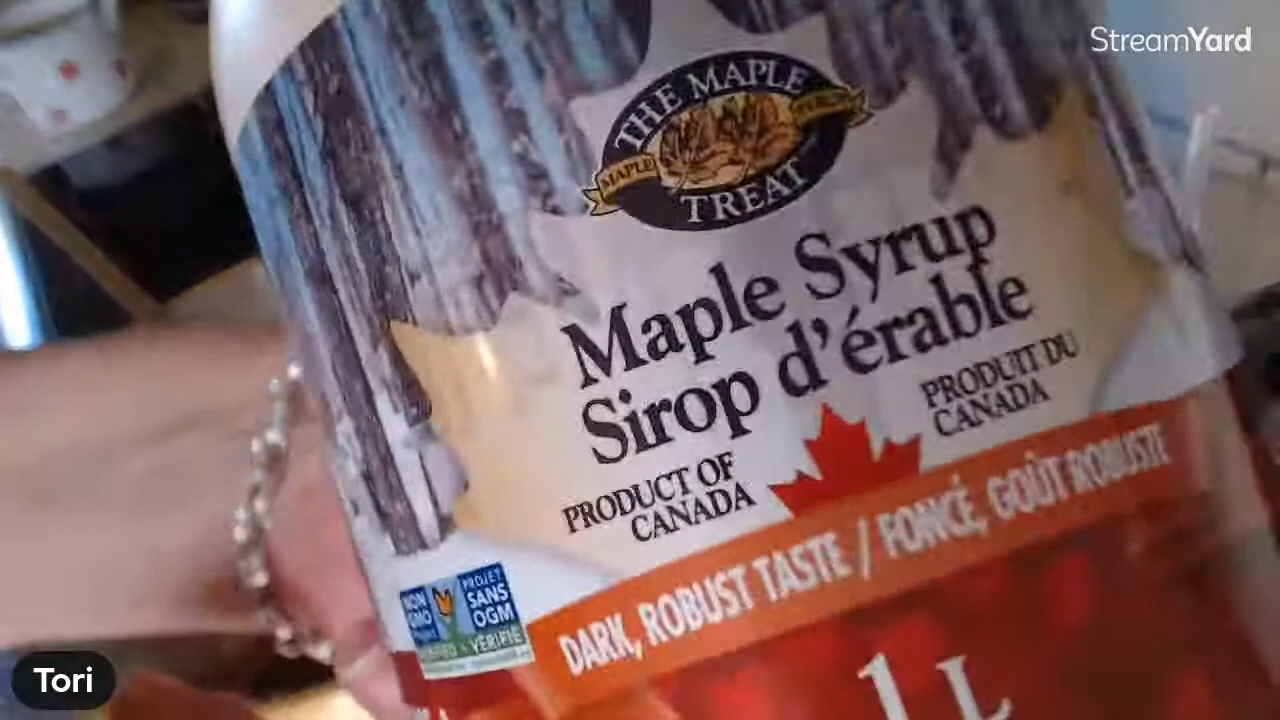 StreamYard
THE MAPLE
MAPLE
TREAT
Maple Syrup
Sirop d'érable
PRODUCT OF
CANADA
PRODUIT DU
CANADA
DARK, ROBUST TASTE / FONCÉ, GOÛT ROBUSTE
NON
GMO
PROJET
SANS
OGM
VÉRIFIÉ
1 L
Tori